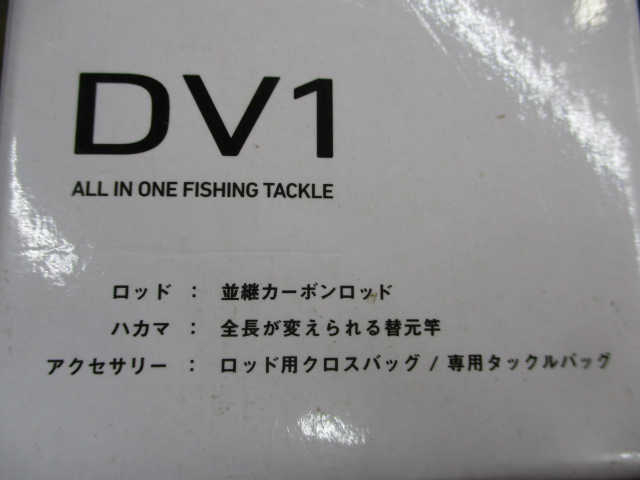 DV1
ALL IN ONE FISHING TACKLE
ロッド : 並継カーボンロッド
ハカマ : 全長が変えられる替元竿
アクセサリー : ロッド用クロスバッグ / 専用タックルバッグ